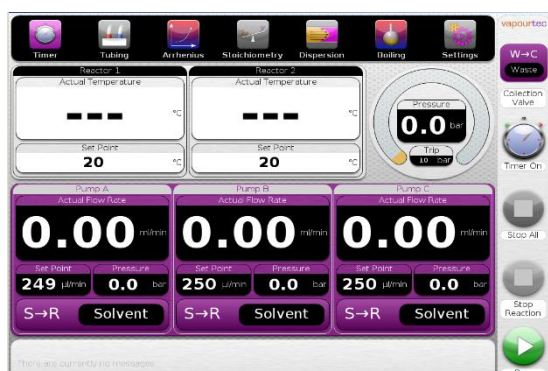 vapourtec
Timer Tubing Arrhenius Stoichiometry Dispersion Boiling Settings
W→C
Waste
Collection
Valve
Reactor 1 Reactor 2
Actual Temperature Actual Temperature
--- °C --- °C
Set Point Set Point
20 °C 20 °C
Pressure
0.0 bar
Trip
10 bar
Timer On
Pump A Pump B Pump C
Actual Flow Rate Actual Flow Rate Actual Flow Rate
0.00 ml/min 0.00 ml/min 0.00 ml/min
Set Point Pressure Set Point Pressure Set Point Pressure
249 µl/min 0.0 bar 250 µl/min 0.0 bar 250 µl/min 0.0 bar
S→R Solvent S→R Solvent S→R Solvent
Stop All
Stop
Reaction
There are currently no messages